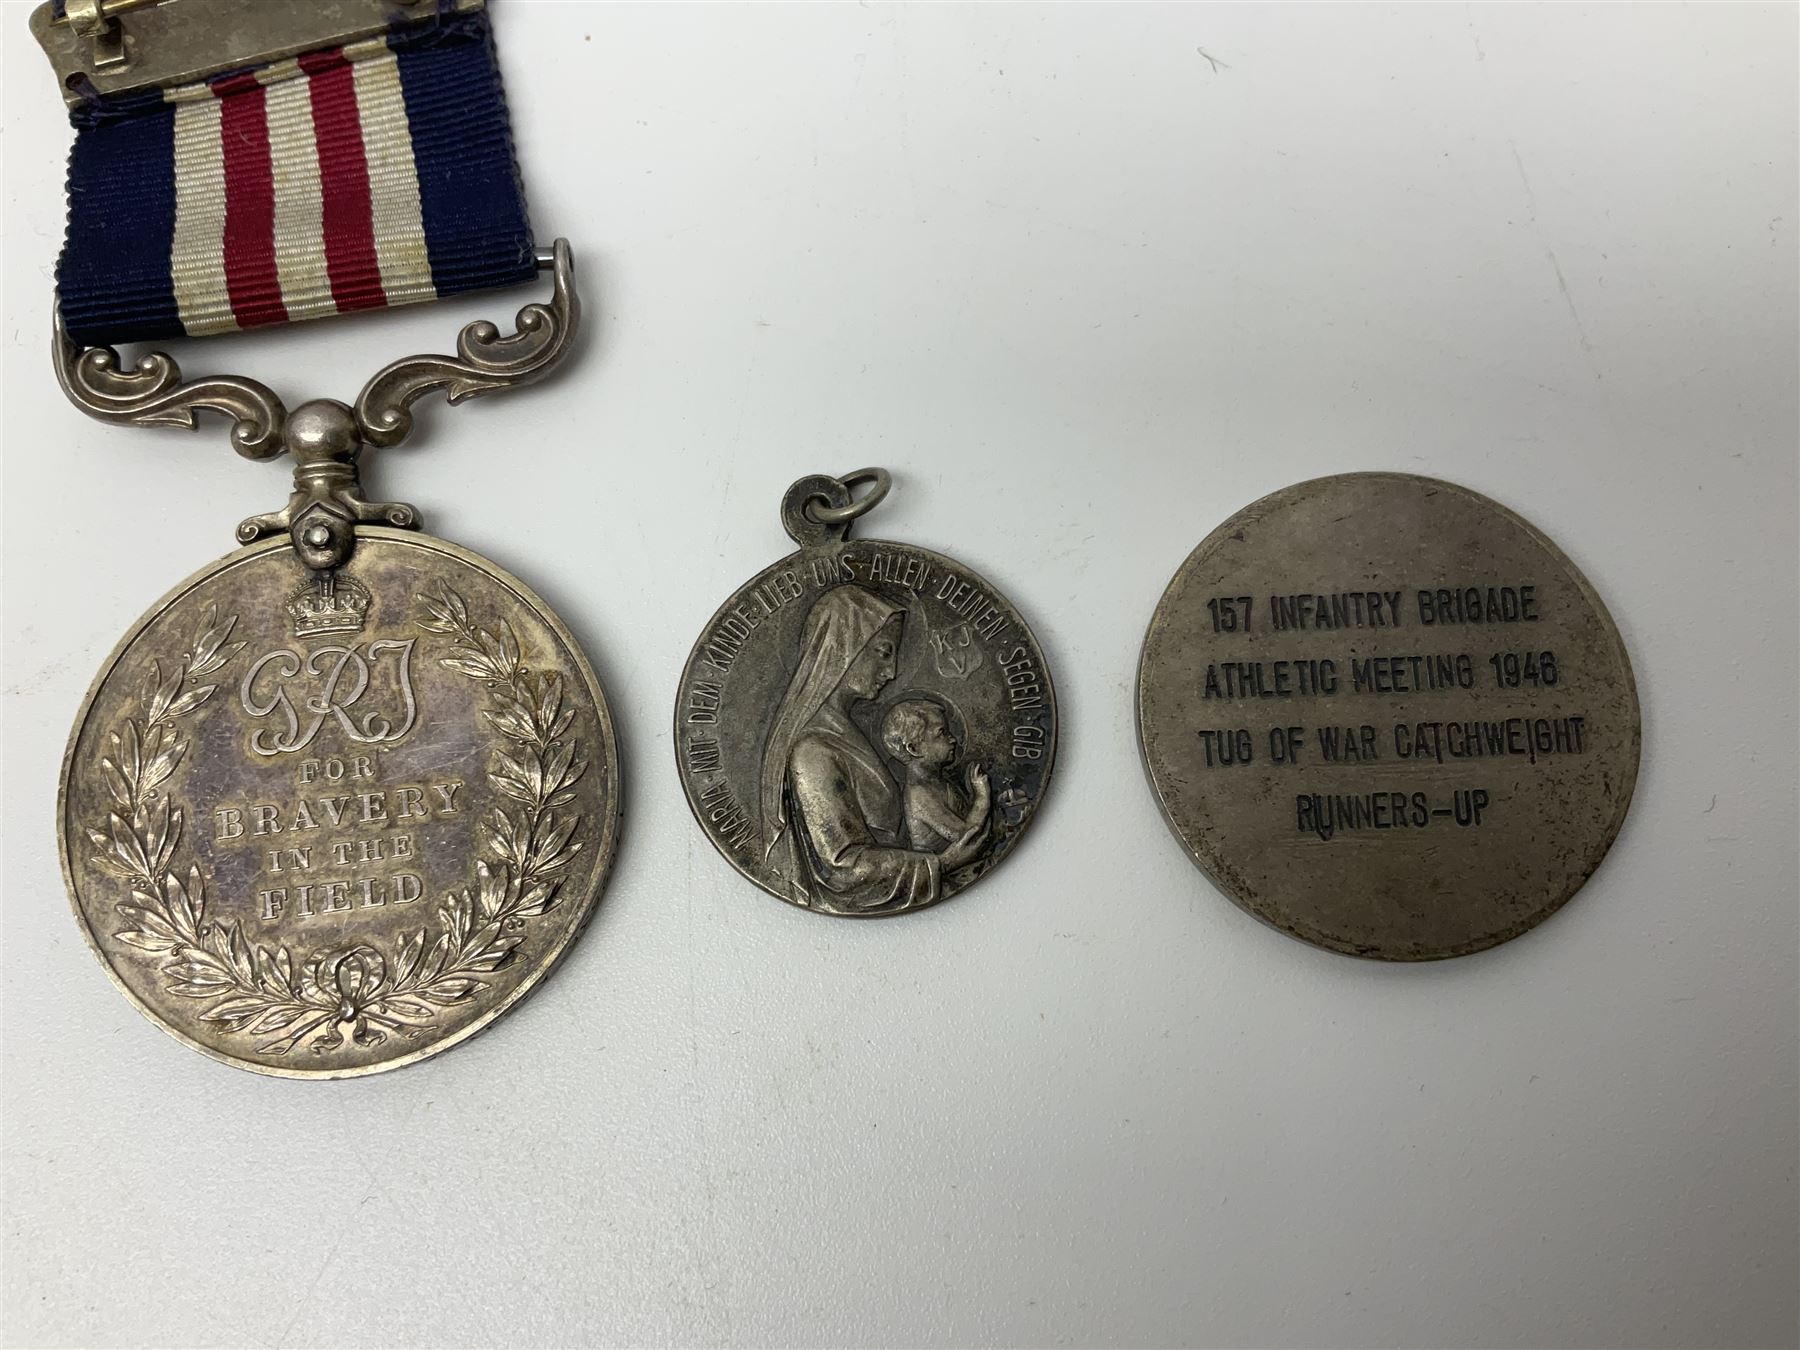 GRI
FOR
BRAVERY
IN THE
FIELD
MARIA·MIT·DEM·KINDE·LIEB·UNS·ALLEN·DEINEN·SEGEN·GIB
157 INFANTRY BRIGADE
ATHLETIC MEETING 1946
TUG OF WAR CATCHWEIGHT
RUNNERS-UP